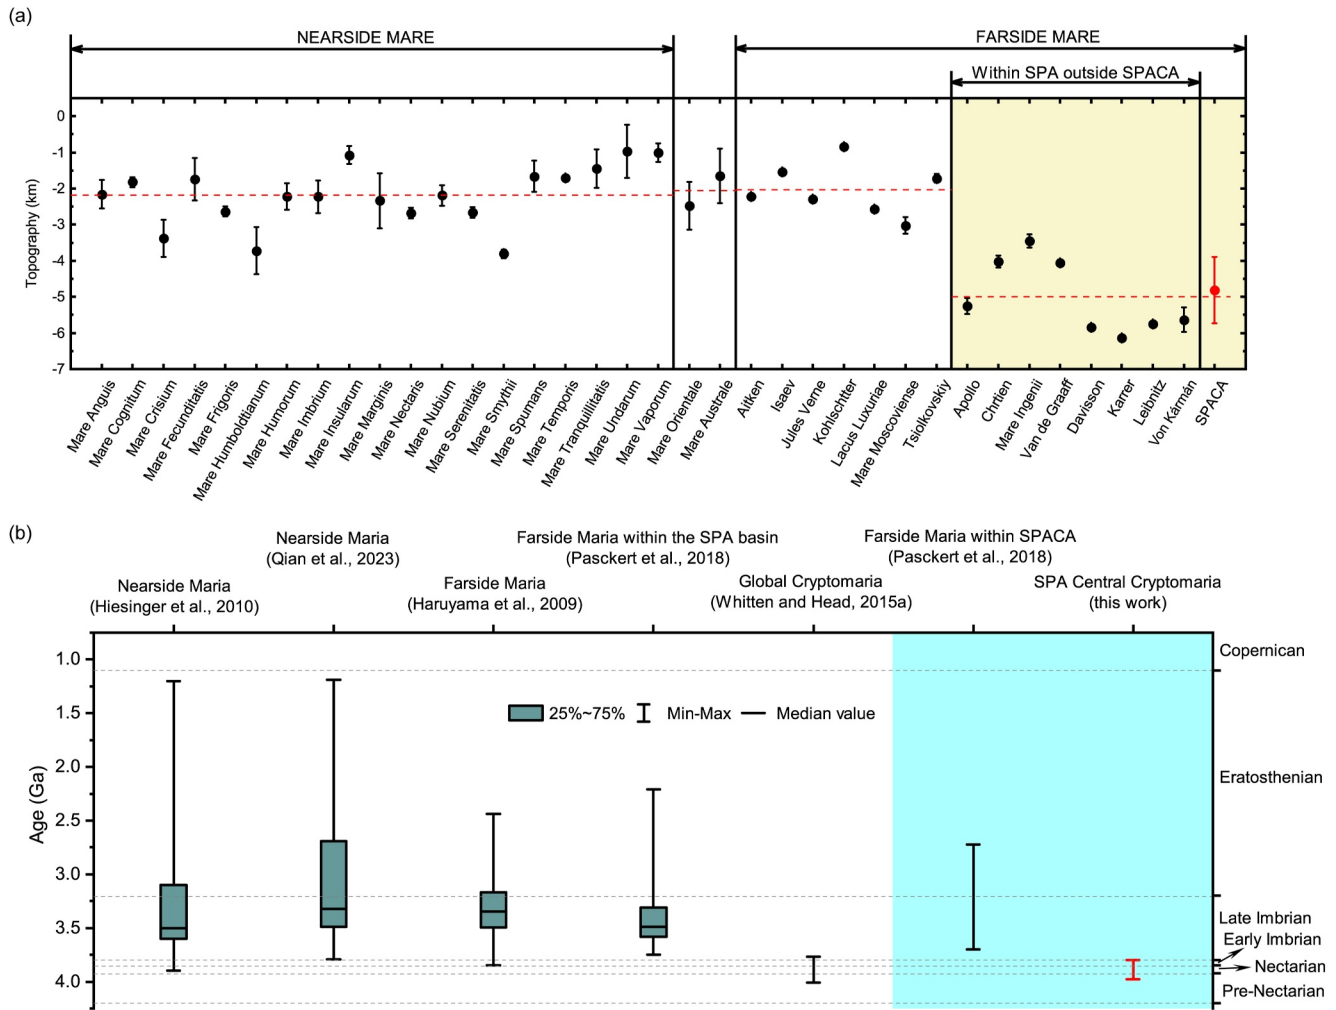 (a)
NEARSIDE MARE
FARSIDE MARE
Within SPA outside SPACA
Topography (km)
0
-1
-2
-3
-4
-5
-6
-7
Mare Anguis
Mare Cognitum
Mare Crisium
Mare Fecunditatis
Mare Frigoris
Mare Humboldtianum
Mare Humorum
Mare Imbrium
Mare Insularum
Mare Marginis
Mare Nectaris
Mare Nubium
Mare Serenitatis
Mare Smythii
Mare Spumans
Mare Temporis
Mare Tranquillitatis
Mare Undarum
Mare Vaporum
Mare Orientale
Mare Australe
Aitken
Isaev
Jules Verne
Kohlschtter
Lacus Luxuriae
Mare Moscoviense
Tsiolkovskiy
Apollo
Chrtien
Mare Ingenii
Van de Graaff
Davisson
Karrer
Leibnitz
Von Kármán
SPACA
(b)
Nearside Maria
(Qian et al., 2023)
Farside Maria within the SPA basin
(Pasckert et al., 2018)
Farside Maria within SPACA
(Pasckert et al., 2018)
Nearside Maria
(Hiesinger et al., 2010)
Farside Maria
(Haruyama et al., 2009)
Global Cryptomaria
(Whitten and Head, 2015a)
SPA Central Cryptomaria
(this work)
Age (Ga)
1.0
1.5
2.0
2.5
3.0
3.5
4.0
25%~75%
Min-Max
Median value
Copernican
Eratosthenian
Late Imbrian
Early Imbrian
Nectarian
Pre-Nectarian